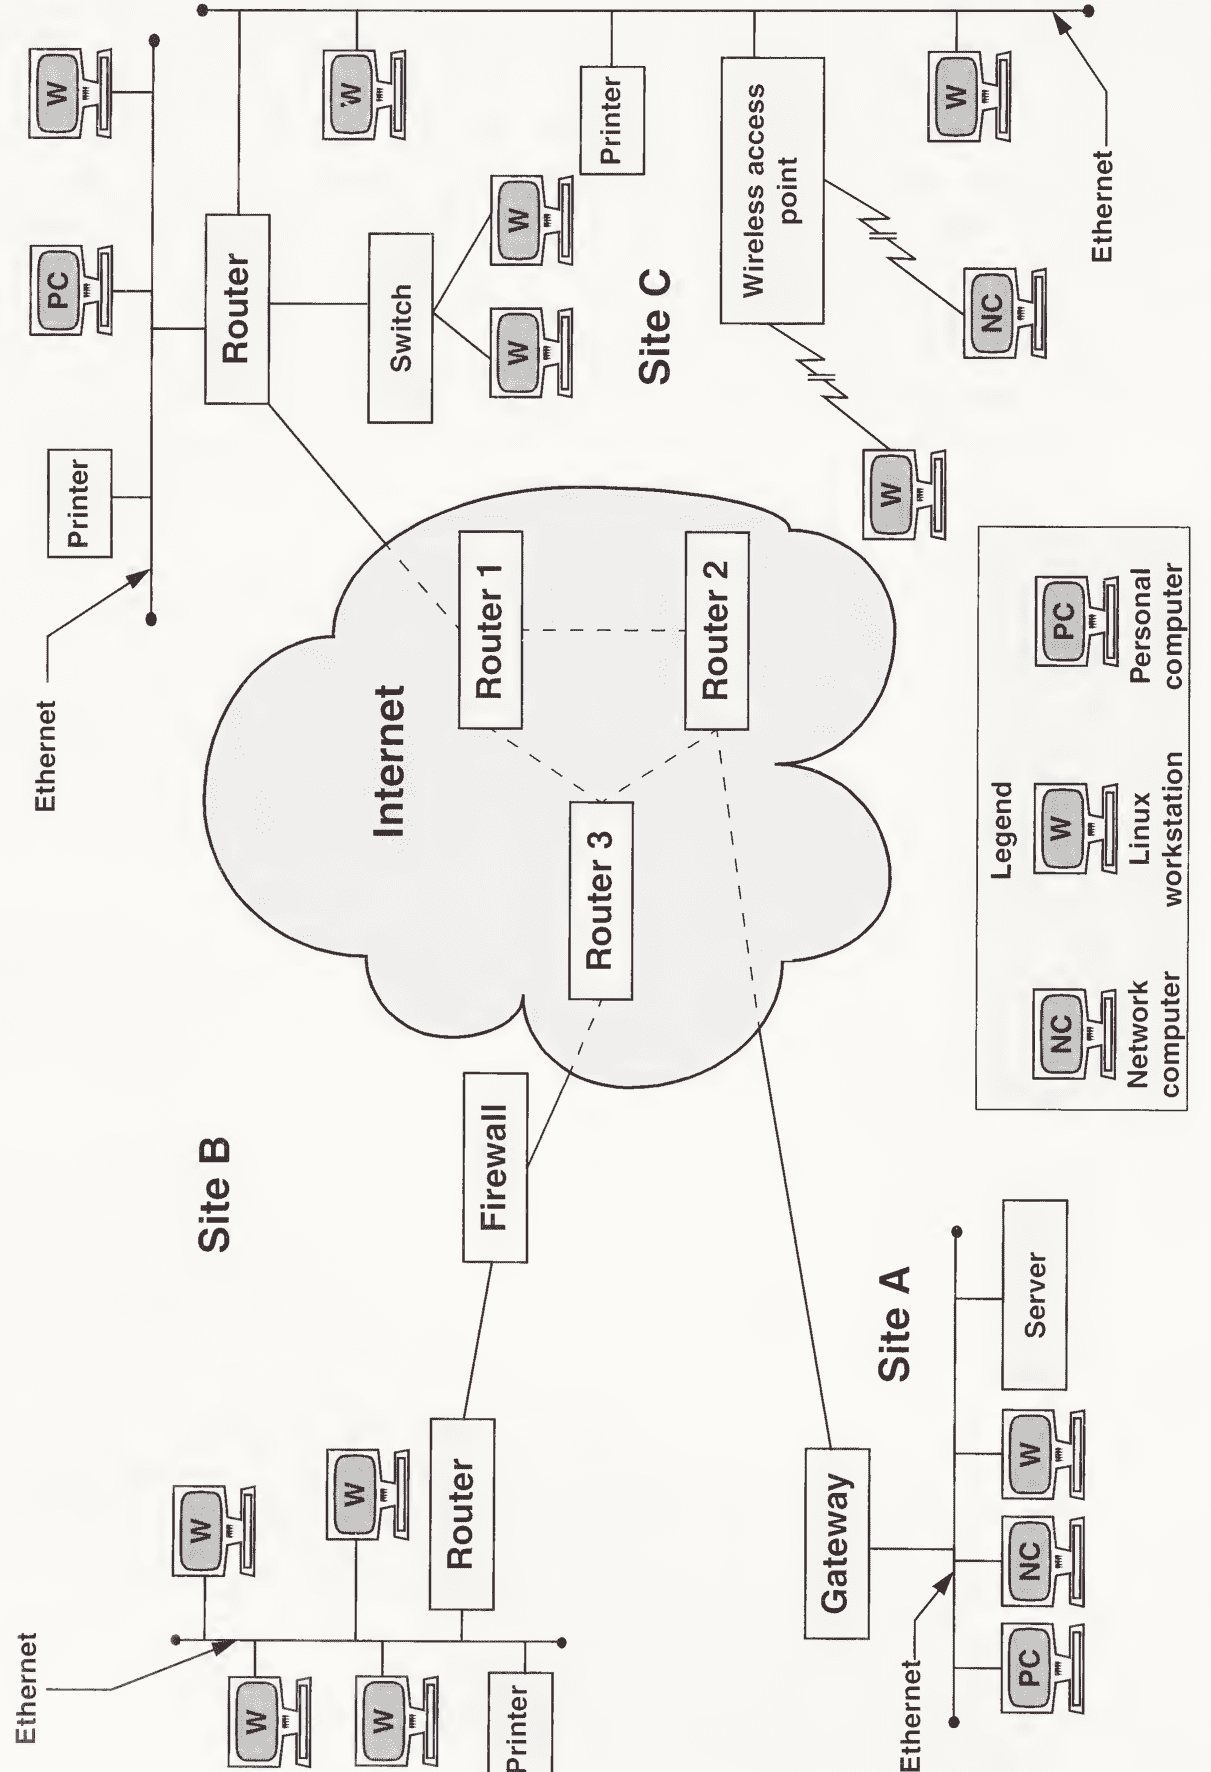 Ethernet
Site B
W
W
W
W
Printer
Router
Firewall
Internet
Router 1
Router 2
Router 3
Ethernet
Printer
PC
W
Router
W
Switch
W
W
Site C
Printer
Wireless access
point
W
NC
W
Ethernet
Site A
Gateway
Ethernet
PC
NC
W
Server
Legend
NC
Network
computer
W
Linux
workstation
PC
Personal
computer